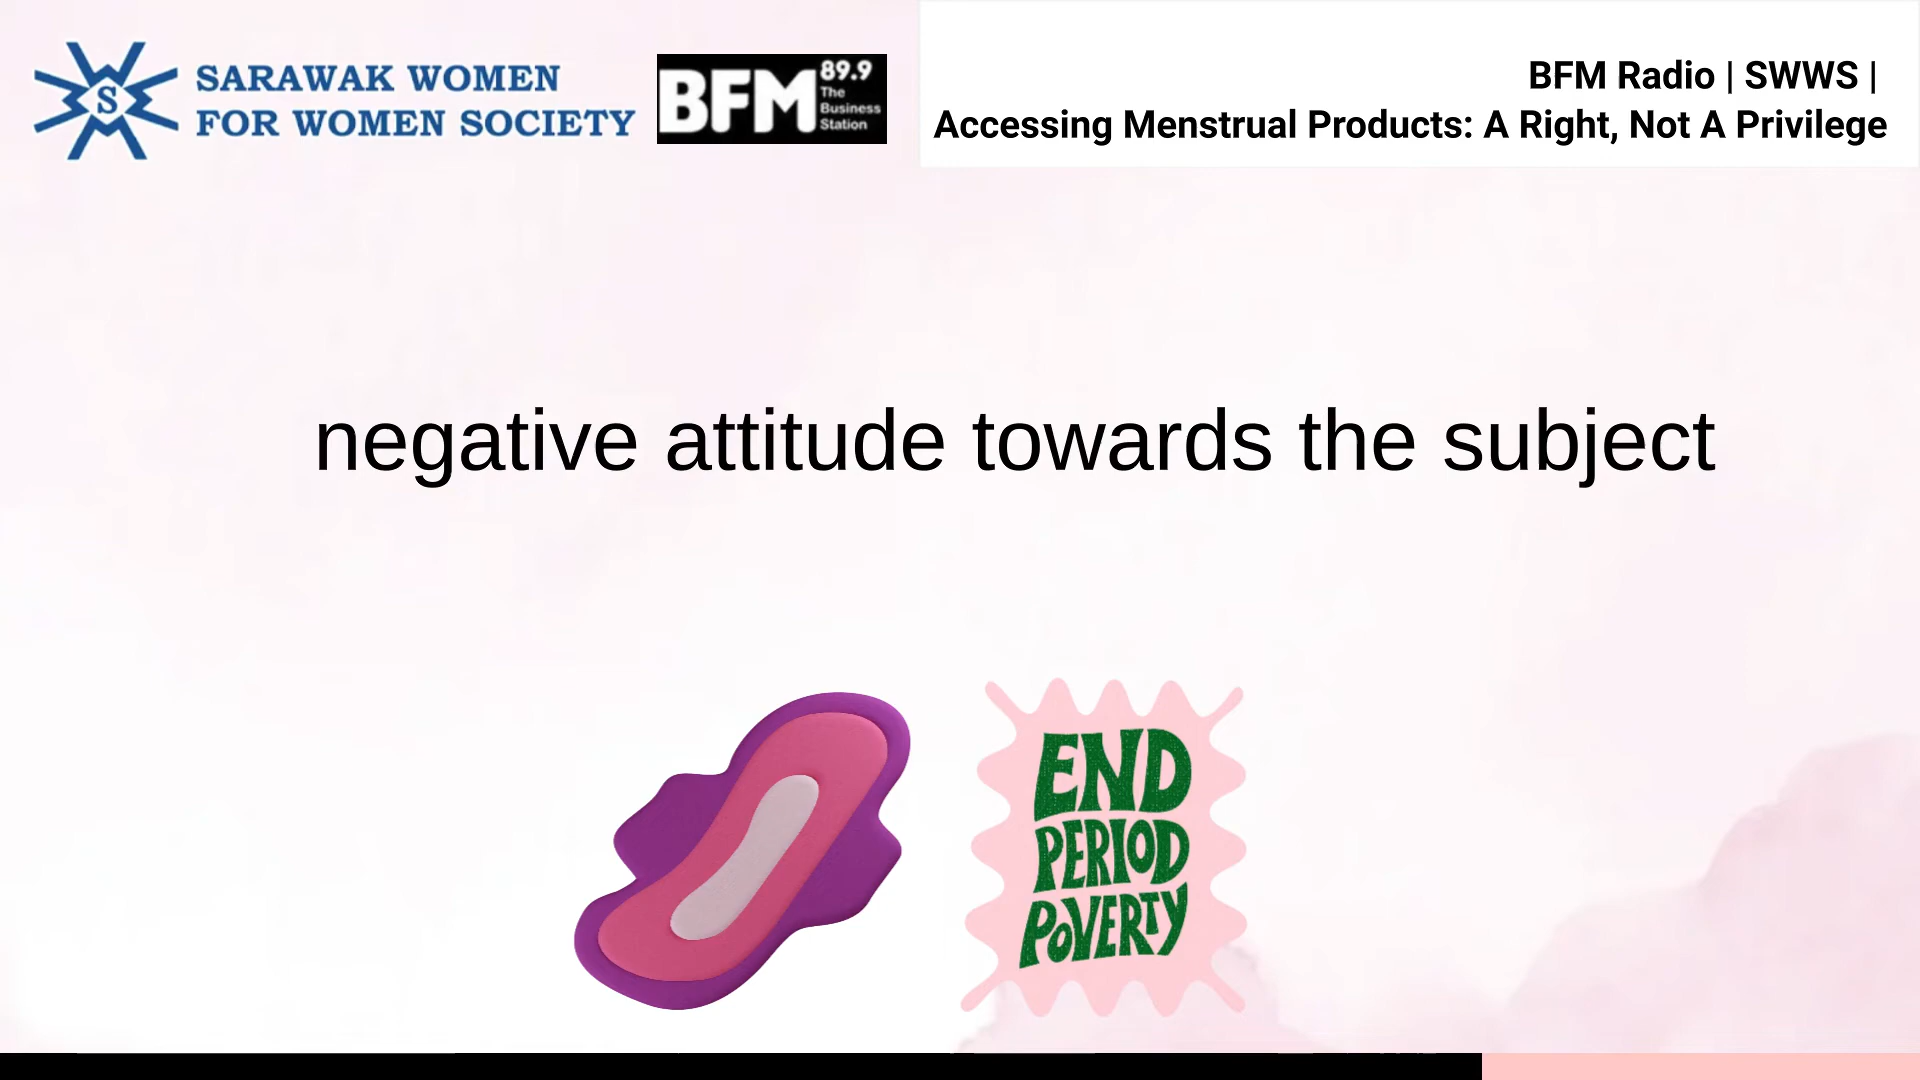 SARAWAK WOMEN
FOR WOMEN SOCIETY
S
BFM
89.9
The
Business
Station
BFM Radio | SWWS |
Accessing Menstrual Products: A Right, Not A Privilege
negative attitude towards the subject
END
PERIOD
POVERTY